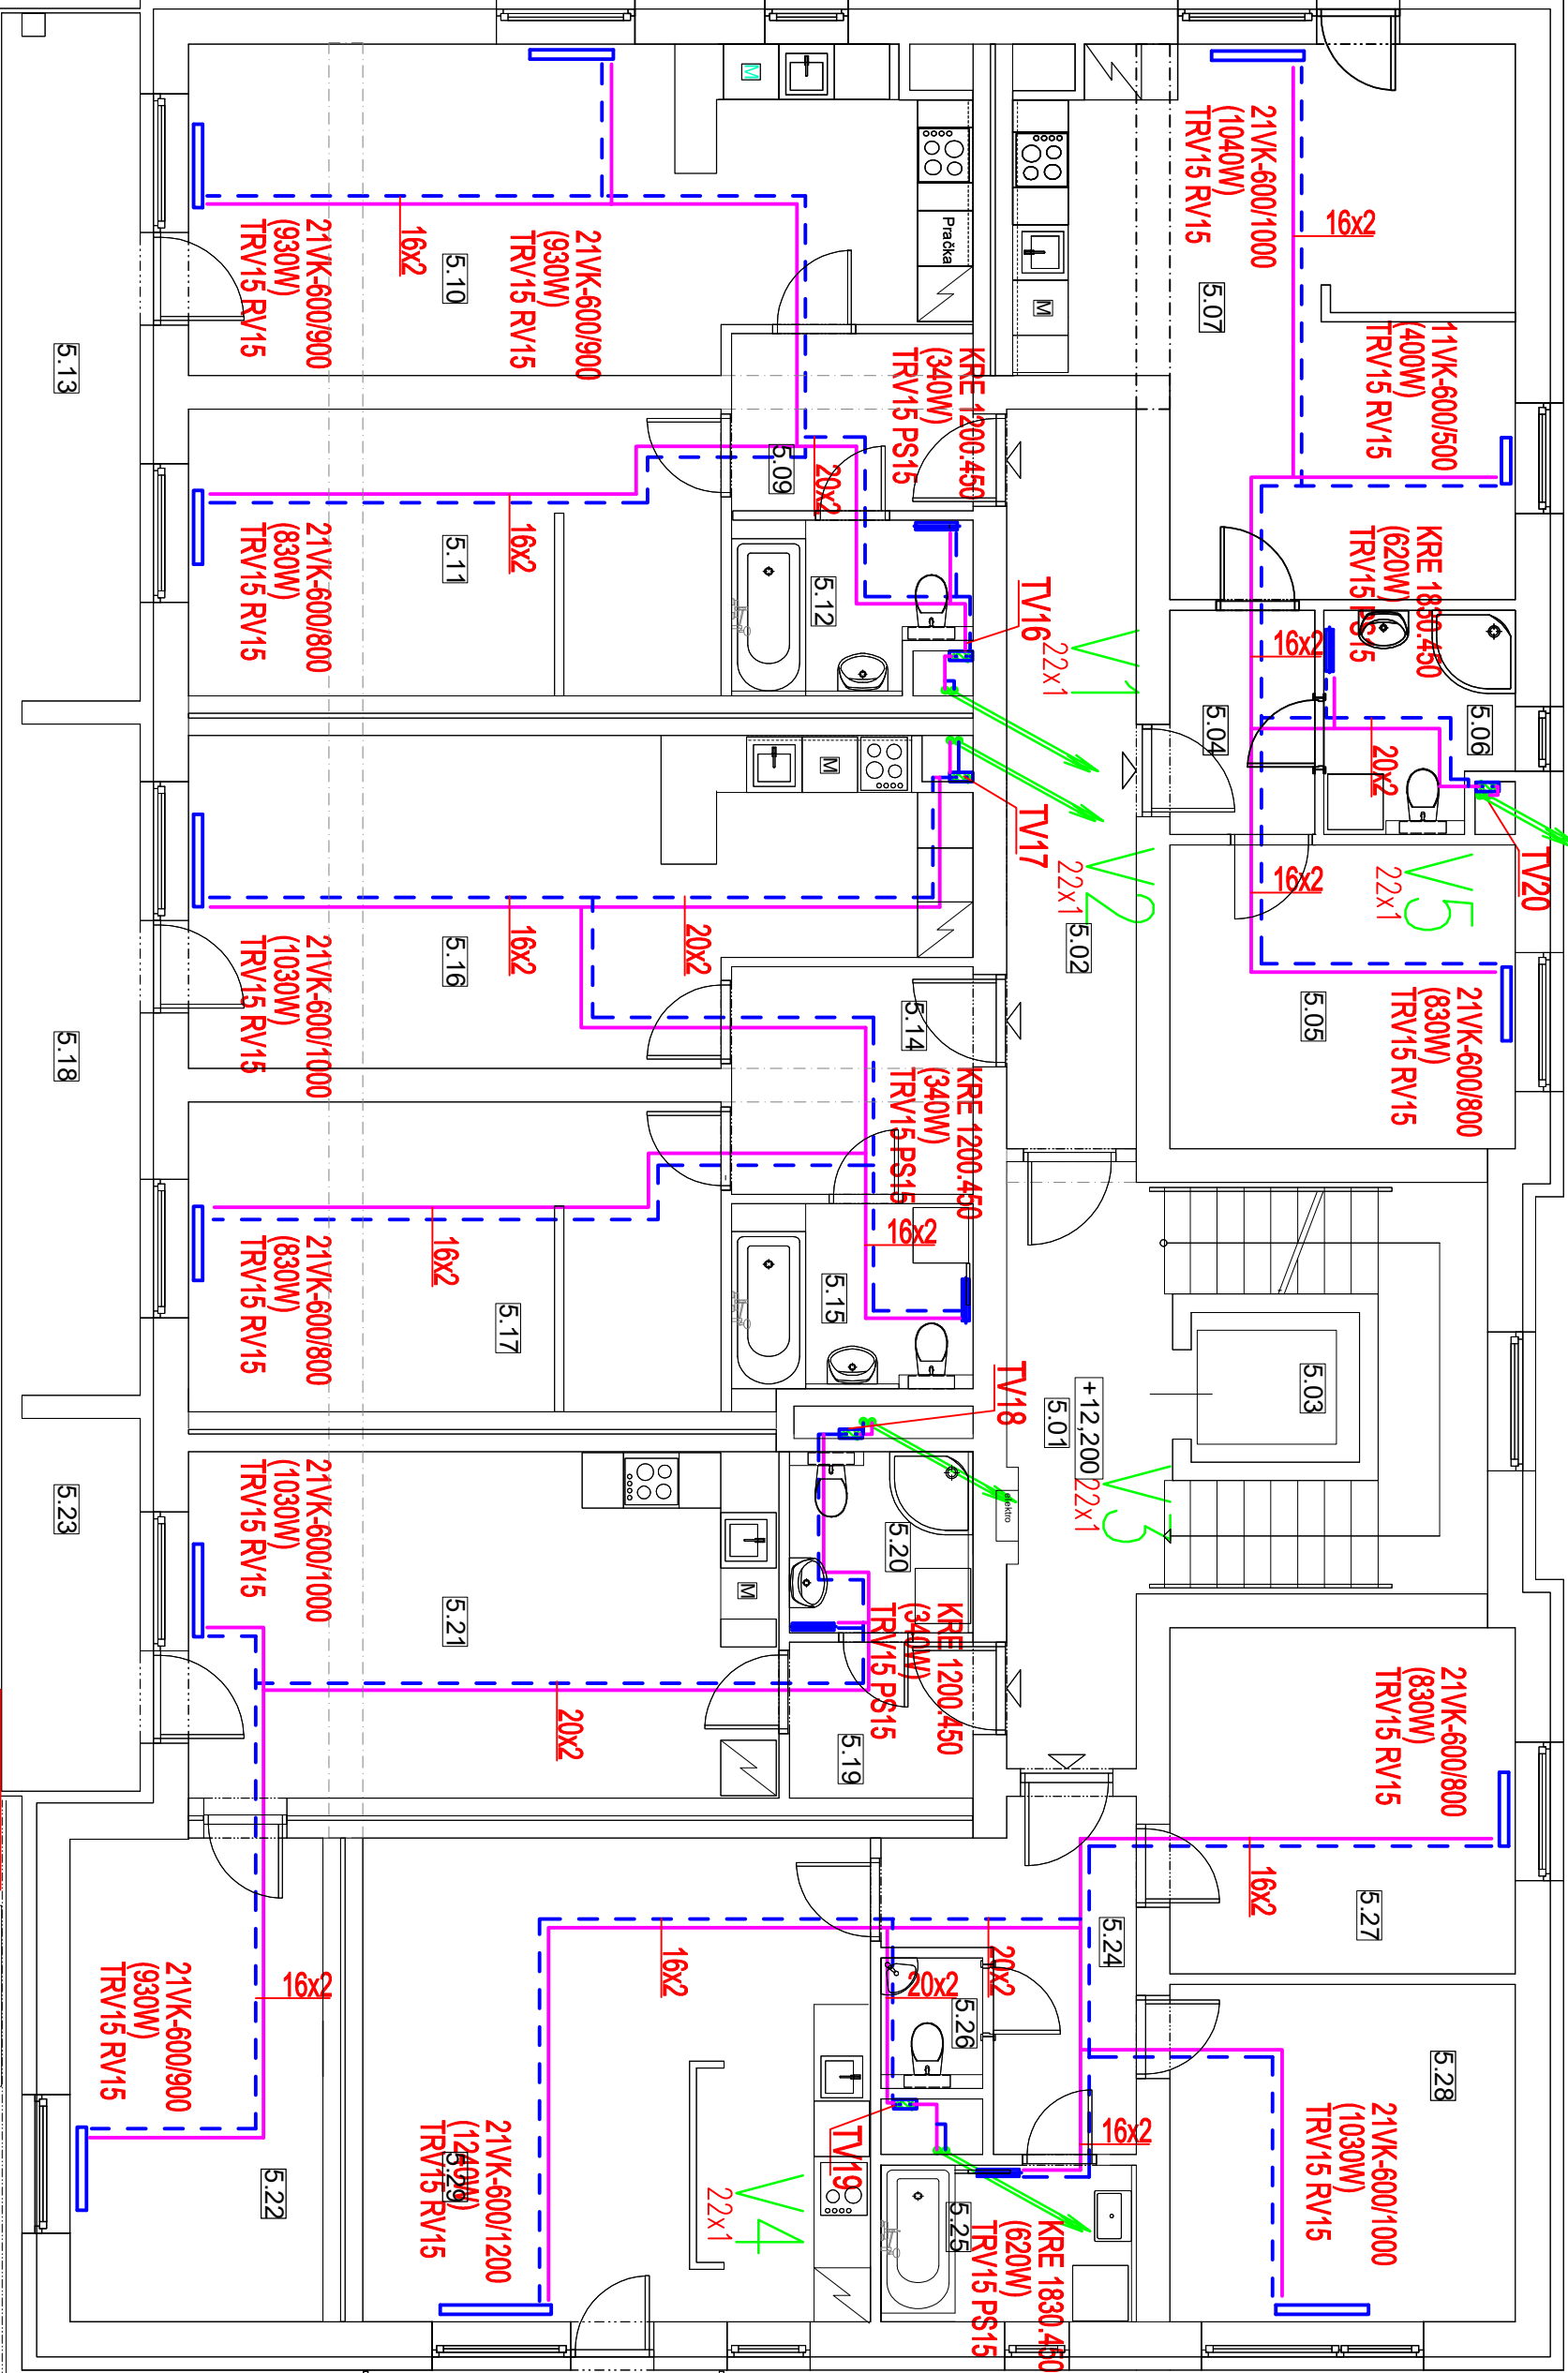 21VK-600/1000
(1040W)
TRV15 RV15
16x2
5.07
11VK-600/500
(400W)
TRV15 RV15
KRE 1830.450
(620W)
TRV15 PS15
16x2
5.04
5.06
20x2
TV20
V5
22x1
16x2
5.05
21VK-600/800
(830W)
TRV15 RV15
M
Pračka
M
21VK-600/900
(930W)
TRV15 RV15
5.10
16x2
21VK-600/900
(930W)
TRV15 RV15
5.13
KRE 1200.450
(340W)
TRV15 PS15
5.09
20x2
5.12
TV16
V1
22x1
16x2
5.11
21VK-600/800
(830W)
TRV15 RV15
TV17
V2
22x1
5.02
M
20x2
16x2
5.16
21VK-600/1000
(1030W)
TRV15 RV15
5.18
5.14
KRE 1200.450
(340W)
TRV15 PS15
16x2
5.15
16x2
5.17
21VK-600/800
(830W)
TRV15 RV15
5.03
+12,200
5.01
V3
22x1
TV18
elektro
5.20
KRE 1200.450
(340W)
TRV15 PS15
5.19
M
5.21
21VK-600/1000
(1030W)
TRV15 RV15
20x2
5.23
21VK-600/800
(830W)
TRV15 RV15
16x2
5.27
5.24
20x2
20x2
5.26
16x2
16x2
5.28
21VK-600/1000
(1030W)
TRV15 RV15
TV19
V4
22x1
5.25
KRE 1830.450
(620W)
TRV15 PS15
21VK-600/1200
(1240W)
TRV15 RV15
5.29
16x2
21VK-600/900
(930W)
TRV15 RV15
5.22